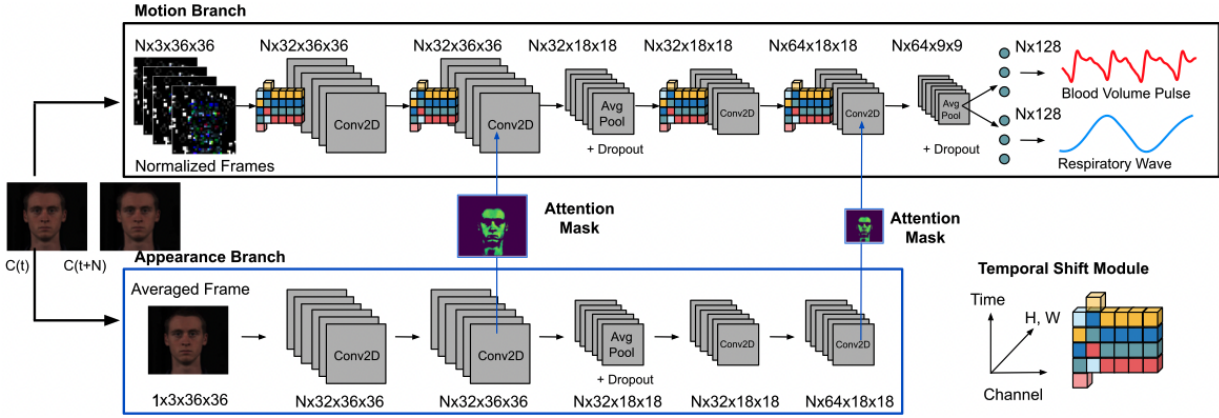 Motion Branch
Nx3x36x36
Nx32x36x36
Nx32x36x36
Nx32x18x18
Nx32x18x18
Nx64x18x18
Nx64x9x9
Nx128
Conv2D
Conv2D
Avg
Pool
Conv2D
Conv2D
Avg
Pool
Blood Volume Pulse
Nx128
+ Dropout
+ Dropout
Normalized Frames
Respiratory Wave
Attention
Mask
Attention
Mask
C(t)
C(t+N)
Appearance Branch
Temporal Shift Module
Averaged Frame
Time
H, W
Conv2D
Conv2D
Avg
Pool
Conv2D
Conv2D
+ Dropout
Channel
1x3x36x36
Nx32x36x36
Nx32x36x36
Nx32x18x18
Nx32x18x18
Nx64x18x18